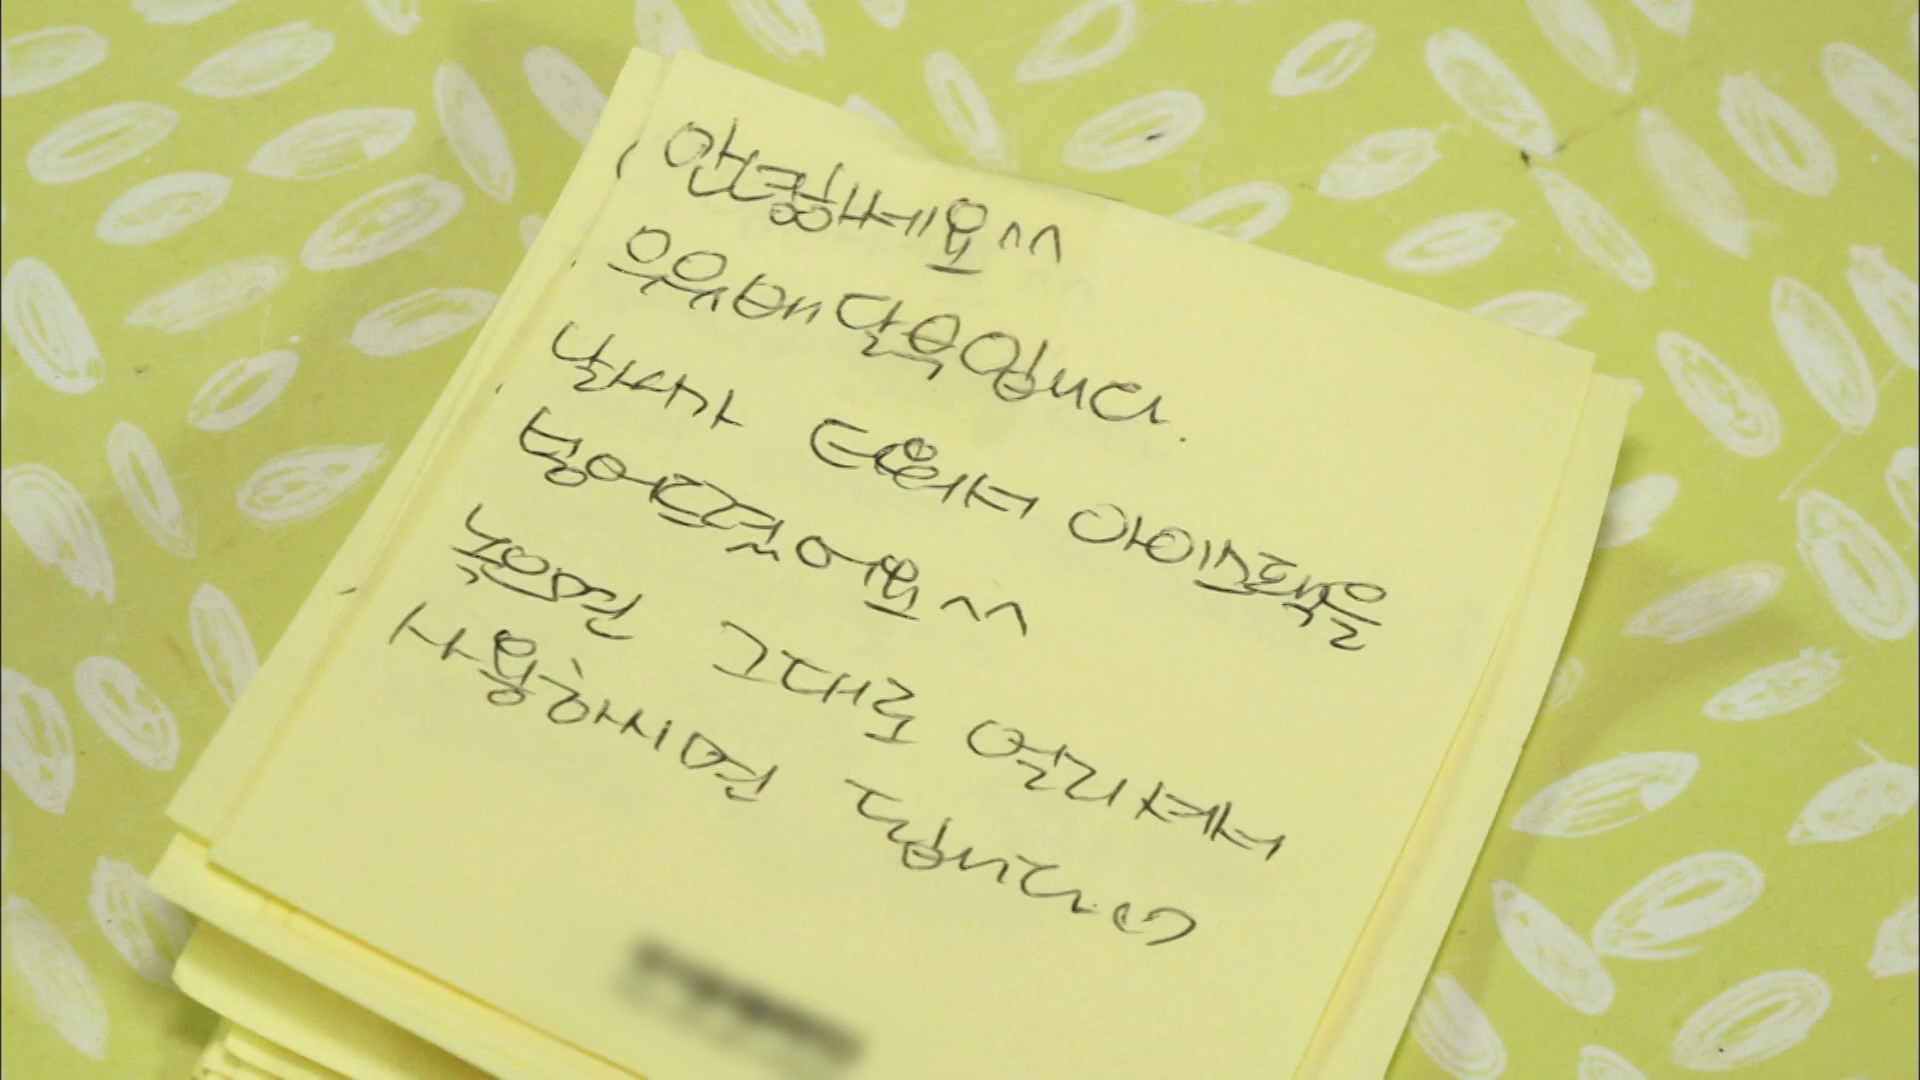 안녕하세요^^
우유배달부입니다.
날씨가 더워서 아이스팩을
넣어드렸어요^^
녹으면 그대로 얼리셔서
사용하시면 됩니다♡